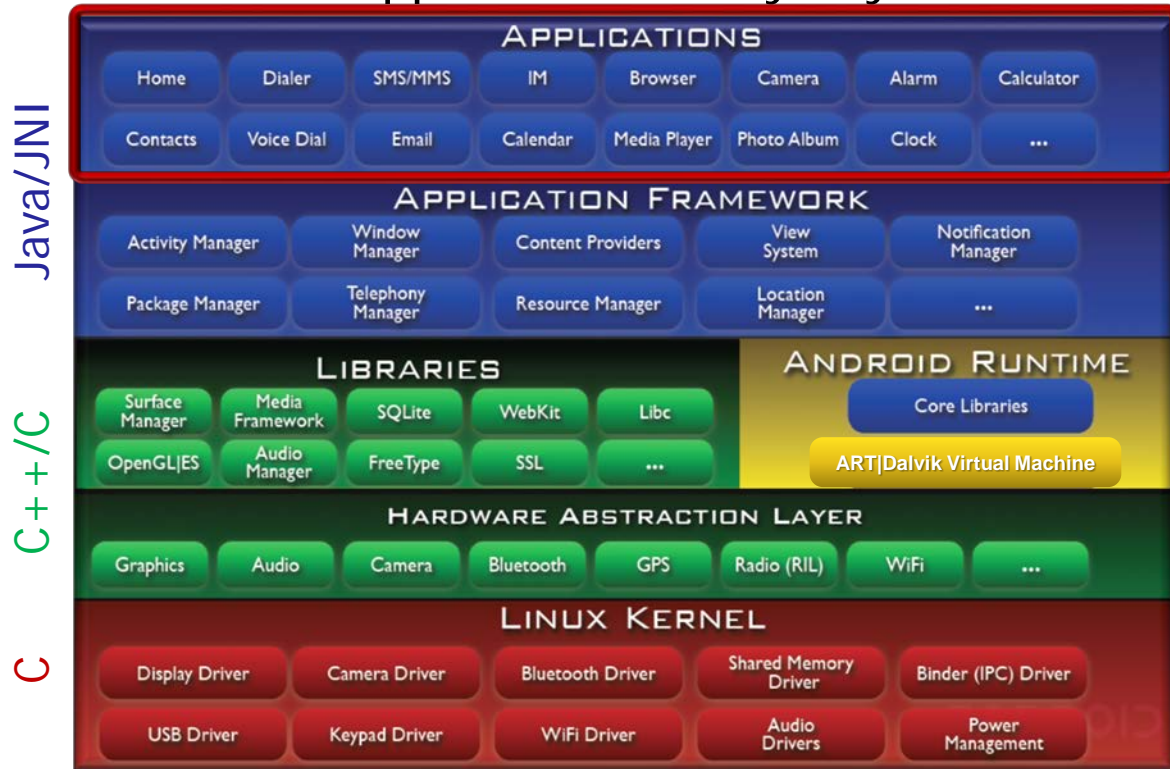 APPLICATIONS
Home Dialer SMS/MMS IM Browser Camera Alarm Calculator
Contacts Voice Dial Email Calendar Media Player Photo Album Clock ...
Java/JNI
APPLICATION FRAMEWORK
Activity Manager
Window
Manager
Content Providers
View
System
Notification
Manager
Package Manager
Telephony
Manager
Resource Manager
Location
Manager
...
LIBRARIES
Surface
Manager
Media
Framework
SQLite
WebKit
Libc
OpenGL|ES
Audio
Manager
FreeType
SSL
...
ANDROID RUNTIME
Core Libraries
ART|Dalvik Virtual Machine
C++/C
HARDWARE ABSTRACTION LAYER
Graphics Audio Camera Bluetooth GPS Radio (RIL) WiFi ...
LINUX KERNEL
C
Display Driver
Camera Driver
Bluetooth Driver
Shared Memory
Driver
Binder (IPC) Driver
USB Driver
Keypad Driver
WiFi Driver
Audio
Drivers
Power
Management